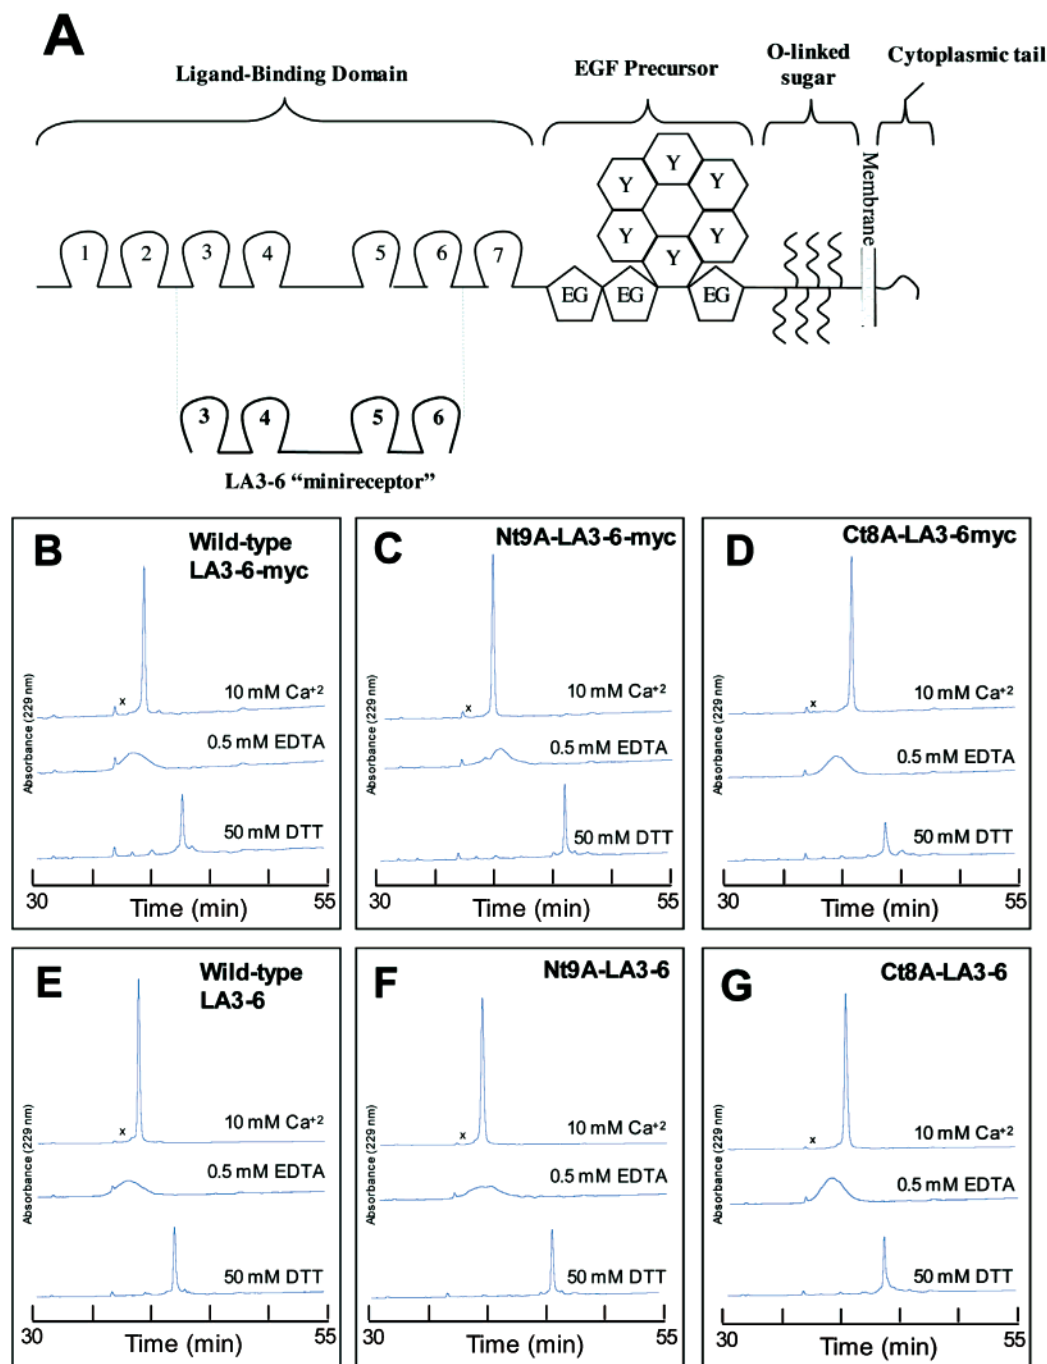 A
Ligand-Binding Domain
EGF Precursor
O-linked
sugar
Cytoplasmic tail
Membrane
Y
Y Y
Y Y
Y
1 2 3 4 5 6 7
EG EG EG
3 4 5 6
LA3-6 “minireceptor”
B
Wild-type
LA3-6-myc
x
10 mM Ca+2
0.5 mM EDTA
50 mM DTT
Absorbance (229 nm)
30 55
Time (min)
C
Nt9A-LA3-6-myc
x
10 mM Ca+2
0.5 mM EDTA
50 mM DTT
Absorbance (229 nm)
30 55
Time (min)
D
Ct8A-LA3-6myc
x
10 mM Ca+2
0.5 mM EDTA
50 mM DTT
Absorbance (229 nm)
30 55
Time (min)
E
Wild-type
LA3-6
x
10 mM Ca+2
0.5 mM EDTA
50 mM DTT
Absorbance (229 nm)
30 55
Time (min)
F
Nt9A-LA3-6
x
10 mM Ca+2
0.5 mM EDTA
50 mM DTT
Absorbance (229 nm)
30 55
Time (min)
G
Ct8A-LA3-6
x
10 mM Ca+2
0.5 mM EDTA
50 mM DTT
Absorbance (229 nm)
30 55
Time (min)